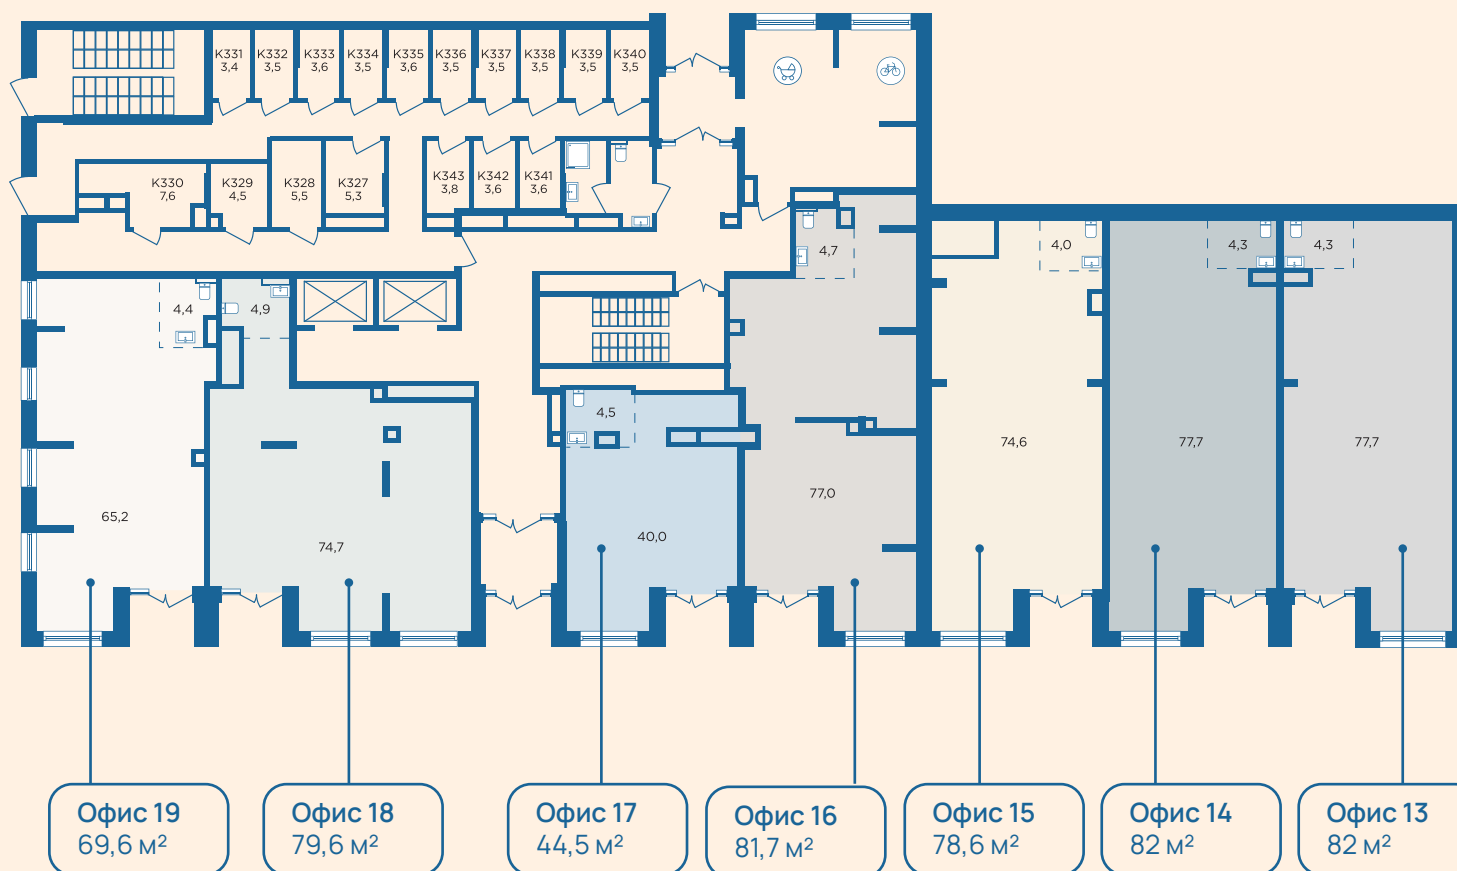 К331
3,4
К332
3,5
К333
3,6
К334
3,5
К335
3,6
К336
3,5
К337
3,5
К338
3,5
К339
3,5
К340
3,5
К330
7,6
К329
4,5
К328
5,5
К327
5,3
К343
3,8
К342
3,6
К341
3,6
4,7
4,0
4,3
4,3
4,4
4,9
4,5
74,6
77,7
77,7
77,0
65,2
74,7
40,0
Офис 19
69,6 м²
Офис 18
79,6 м²
Офис 17
44,5 м²
Офис 16
81,7 м²
Офис 15
78,6 м²
Офис 14
82 м²
Офис 13
82 м²